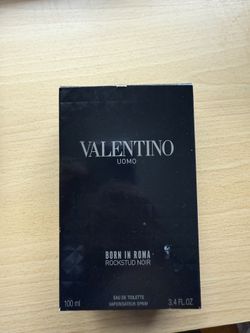 VALENTINO
UOMO
BORN IN ROMA
ROCKSTUD NOIR
EAU DE TOILETTE
VAPORISATEUR SPRAY
100 ml 3.4 FL.OZ